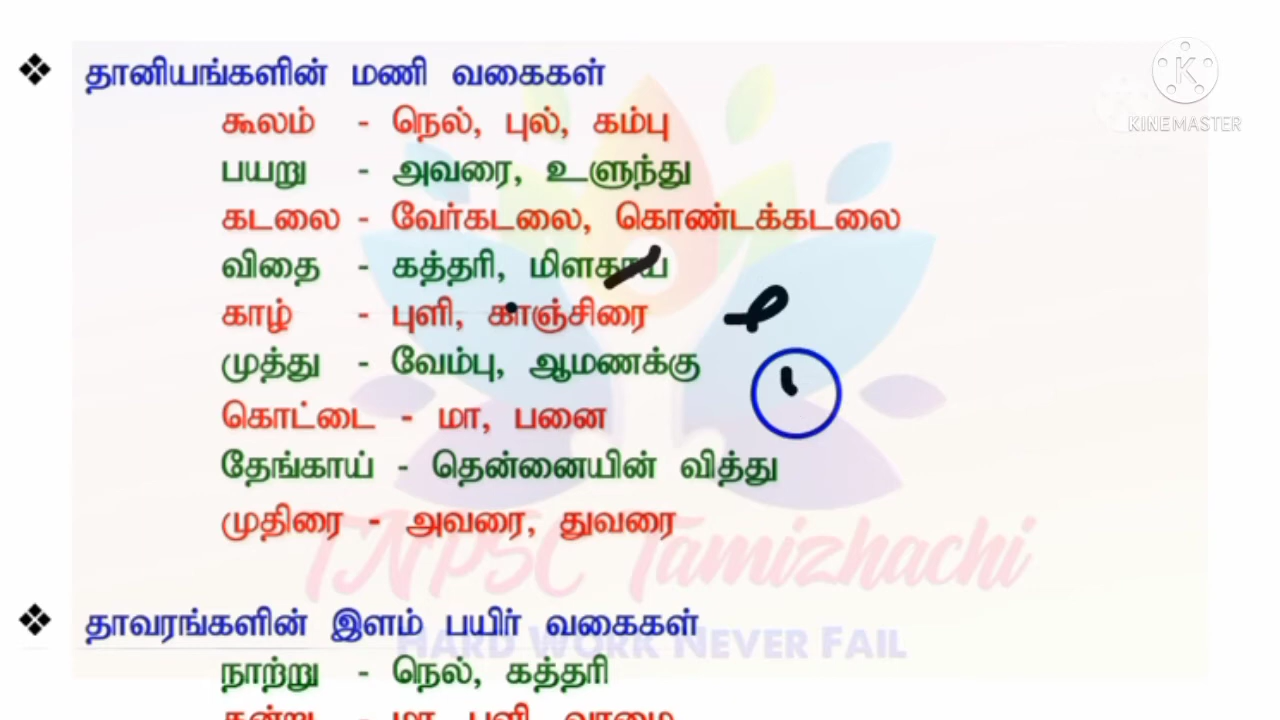 ❖ தானியங்களின் மணி வகைகள்
கூலம் - நெல், புல், கம்பு
பயறு - அவரை, உளுந்து
கடலை - வேர்கடலை, கொண்டக்கடலை
விதை - கத்தரி, மிளகாய்
காழ் - புளி, காஞ்சிரை
முத்து - வேம்பு, ஆமணக்கு
கொட்டை - மா, பனை
தேங்காய் - தென்னையின் வித்து
முதிரை - அவரை, துவரை
❖ தாவரங்களின் இளம் பயிர் வகைகள்
நாற்று - நெல், கத்தரி
கன்று - மா, புளி, வாழை
K
KINEMASTER
TNPSC Tamizhachi
HARD WORK NEVER FAIL